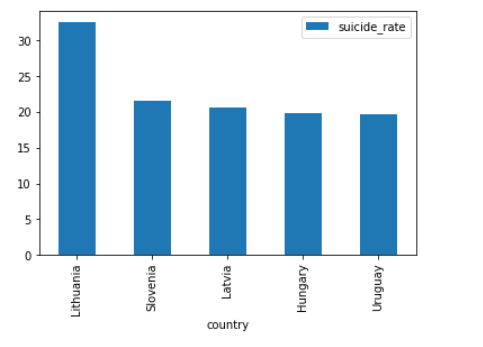 suicide_rate
30
25
20
15
10
5
0
Lithuania
Slovenia
Latvia
Hungary
Uruguay
country